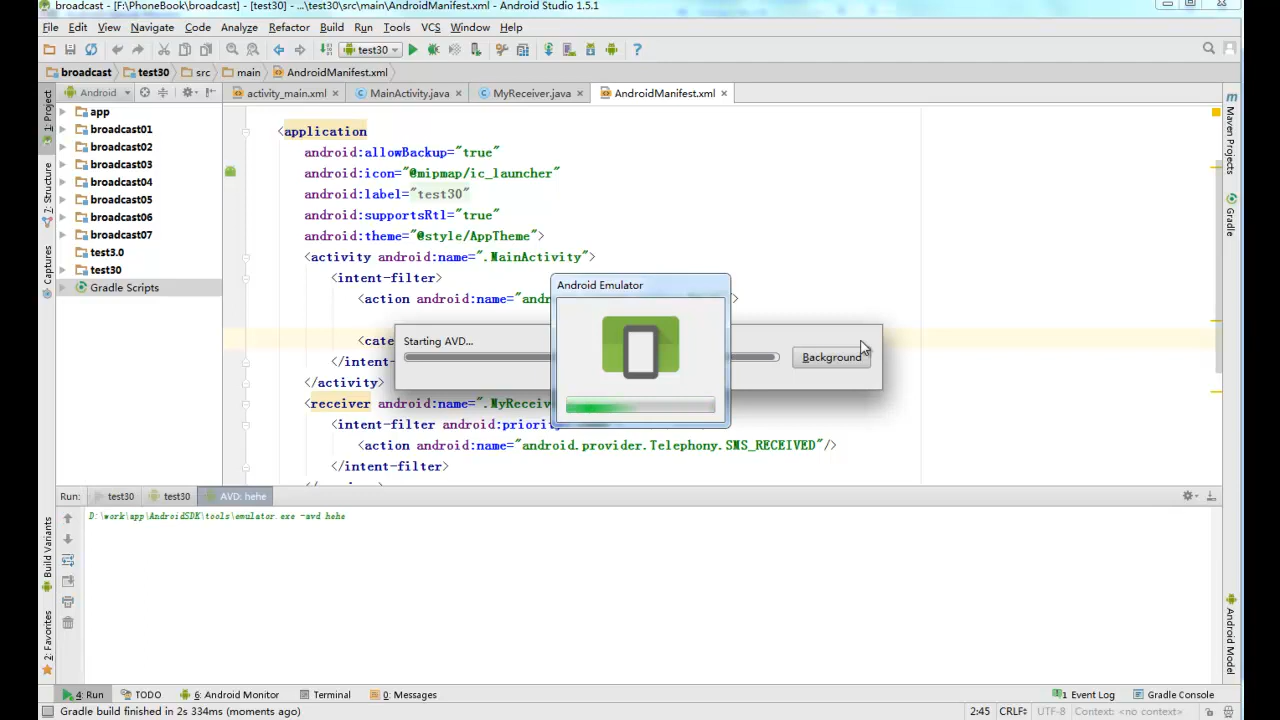 broadcast - [F:\PhoneBook\broadcast] - [test30] - ...\test30\src\main\AndroidManifest.xml - Android Studio 1.5.1
File Edit View Navigate Code Analyze Refactor Build Run Tools VCS Window Help
test30
broadcast test30 src main AndroidManifest.xml
Android activity_main.xml MainActivity.java MyReceiver.java AndroidManifest.xml
1: Project
7: Structure
Captures
Build Variants
2: Favorites
app
broadcast01
broadcast02
broadcast03
broadcast04
broadcast05
broadcast06
broadcast07
test3.0
test30
Gradle Scripts
<application
android:allowBackup="true"
android:icon="@mipmap/ic_launcher"
android:label="test30"
android:supportsRtl="true"
android:theme="@style/AppTheme">
<activity android:name=".MainActivity">
<intent-filter>
<action android:name="and
>
<cate
</intent-
</activity>
<receiver android:name=".MyReceiv
<intent-filter android:priority
<action android:name="android.provider.Telephony.SMS_RECEIVED"/>
</intent-filter>
Android Emulator
Starting AVD...
Background
Maven Projects
Gradle
Android Model
Run: test30 test30 AVD: hehe
D:\work\app\AndroidSDK\tools\emulator.exe -avd hehe
4: Run TODO 6: Android Monitor Terminal 0: Messages 1 Event Log Gradle Console
Gradle build finished in 2s 334ms (moments ago) 2:45 CRLF UTF-8 Context: <no context>